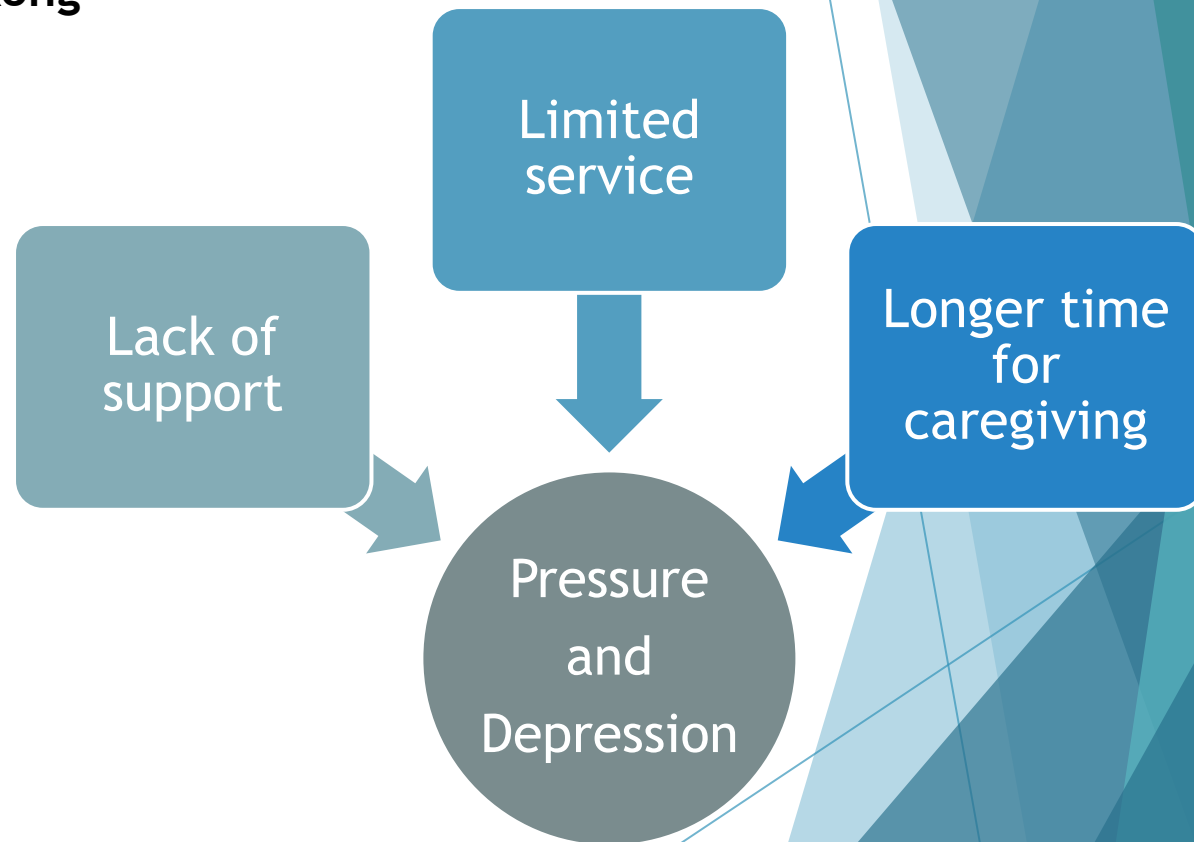 Limited
service
Lack of
support
Longer time
for
caregiving
Pressure
and
Depression